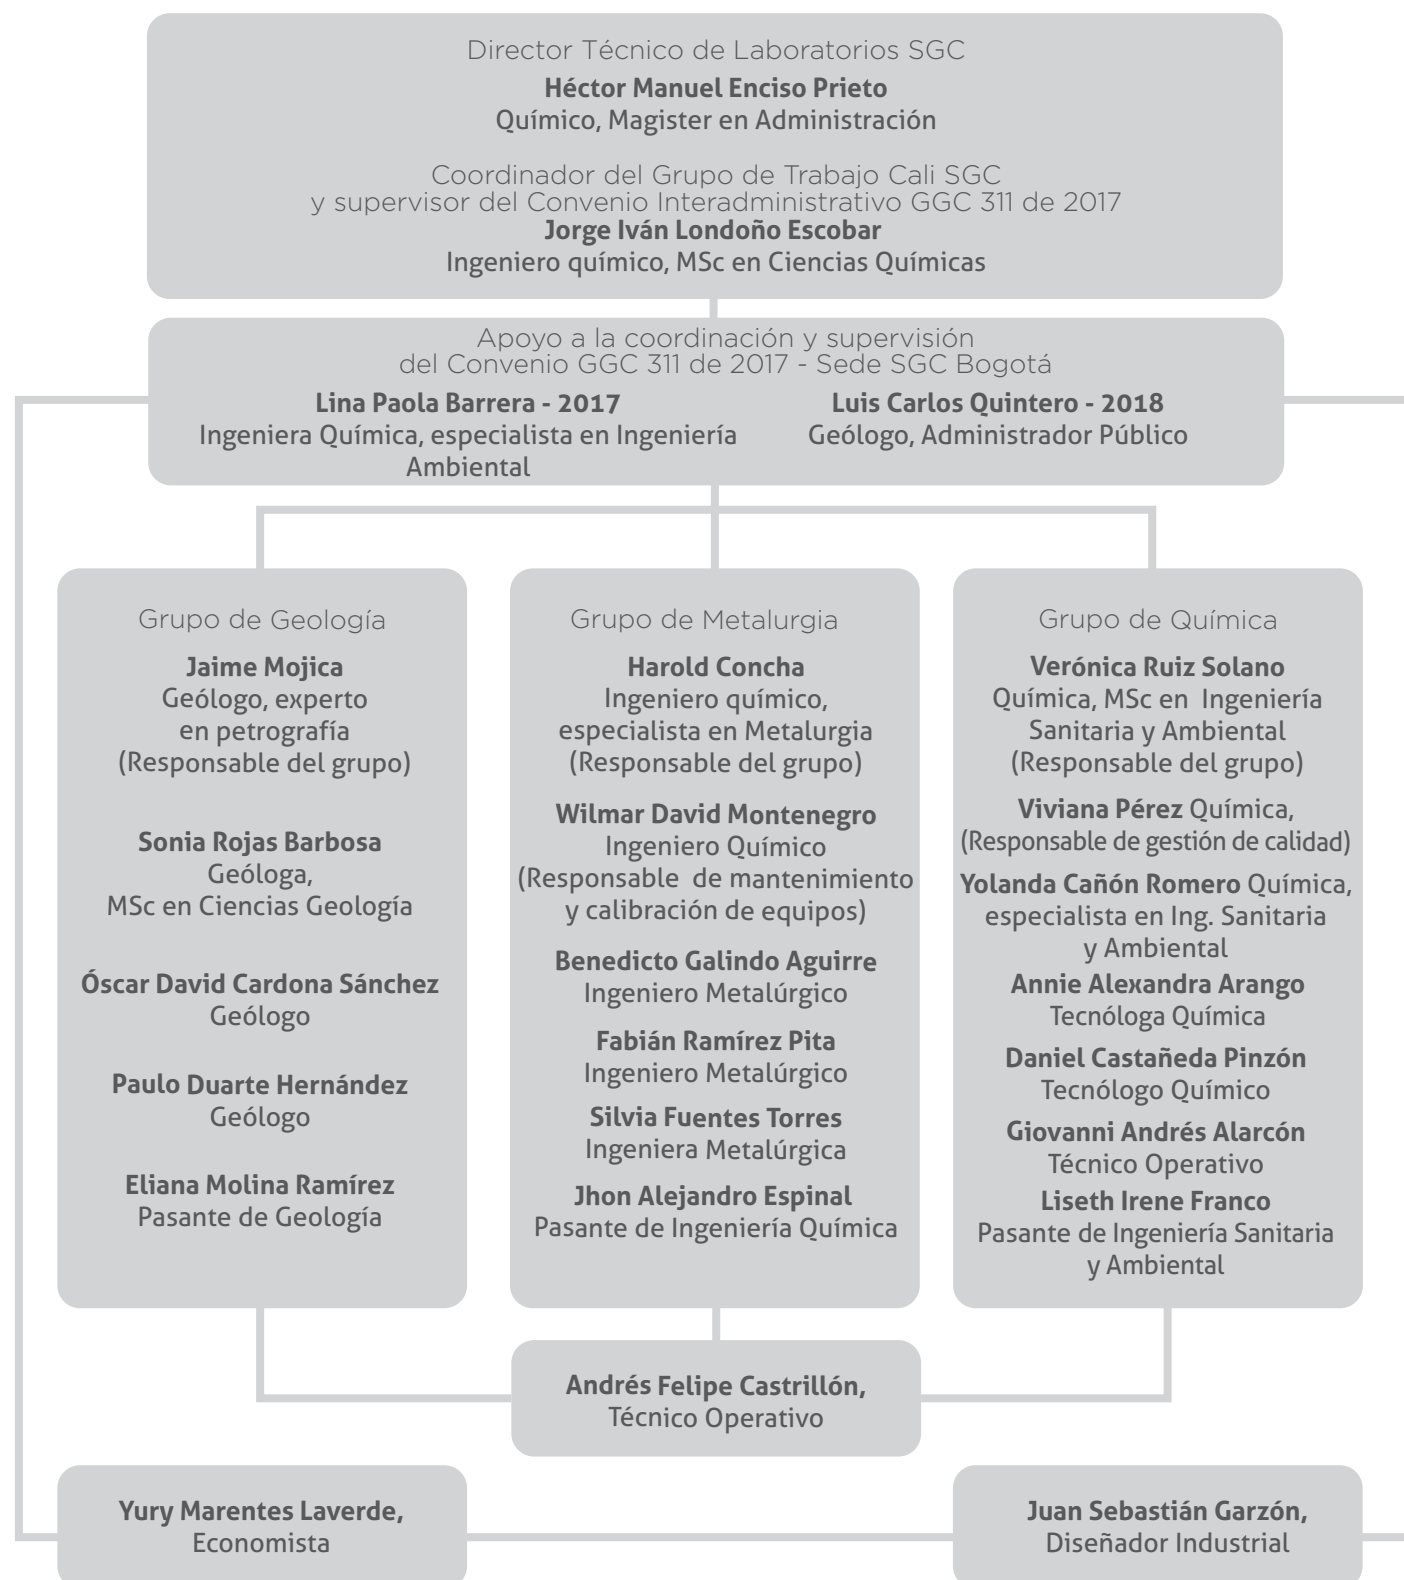 Director Técnico de Laboratorios SGC
Héctor Manuel Enciso Prieto
Químico, Magister en Administración
Coordinador del Grupo de Trabajo Cali SGC
y supervisor del Convenio Interadministrativo GGC 311 de 2017
Jorge Iván Londoño Escobar
Ingeniero químico, MSc en Ciencias Químicas
Apoyo a la coordinación y supervisión
del Convenio GGC 311 de 2017 - Sede SGC Bogotá
Lina Paola Barrera - 2017
Ingeniera Química, especialista en Ingeniería
Ambiental
Luis Carlos Quintero - 2018
Geólogo, Administrador Público
Grupo de Geología
Jaime Mojica
Geólogo, experto
en petrografía
(Responsable del grupo)
Sonia Rojas Barbosa
Geóloga,
MSc en Ciencias Geología
Óscar David Cardona Sánchez
Geólogo
Paulo Duarte Hernández
Geólogo
Eliana Molina Ramírez
Pasante de Geología
Grupo de Metalurgia
Harold Concha
Ingeniero químico,
especialista en Metalurgia
(Responsable del grupo)
Wilmar David Montenegro
Ingeniero Químico
(Responsable de mantenimiento
y calibración de equipos)
Benedicto Galindo Aguirre
Ingeniero Metalúrgico
Fabián Ramírez Pita
Ingeniero Metalúrgico
Silvia Fuentes Torres
Ingeniera Metalúrgica
Jhon Alejandro Espinal
Pasante de Ingeniería Química
Grupo de Química
Verónica Ruiz Solano
Química, MSc en Ingeniería
Sanitaria y Ambiental
(Responsable del grupo)
Viviana Pérez Química,
(Responsable de gestión de calidad)
Yolanda Cañón Romero Química,
especialista en Ing. Sanitaria
y Ambiental
Annie Alexandra Arango
Tecnóloga Química
Daniel Castañeda Pinzón
Tecnólogo Químico
Giovanni Andrés Alarcón
Técnico Operativo
Liseth Irene Franco
Pasante de Ingeniería Sanitaria
y Ambiental
Andrés Felipe Castrillón,
Técnico Operativo
Yury Marentes Laverde,
Economista
Juan Sebastián Garzón,
Diseñador Industrial